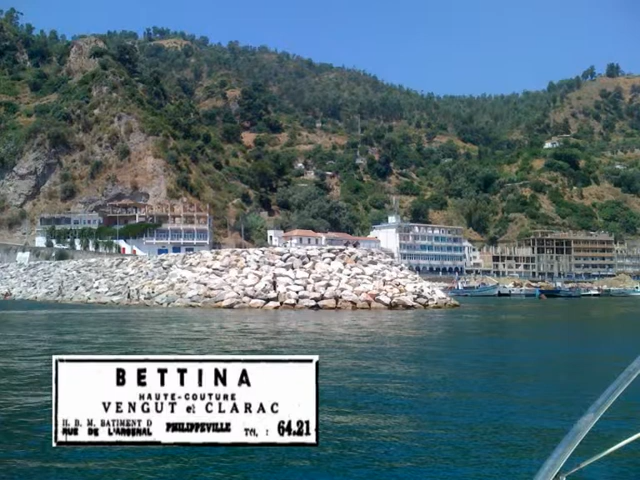 BETTINA
HAUTE-COUTURE
VENGUT et CLARAC
H. B. M. BATIMENT D
RUE DE L'ARSENAL PHILIPPEVILLE Tél. : 64.21